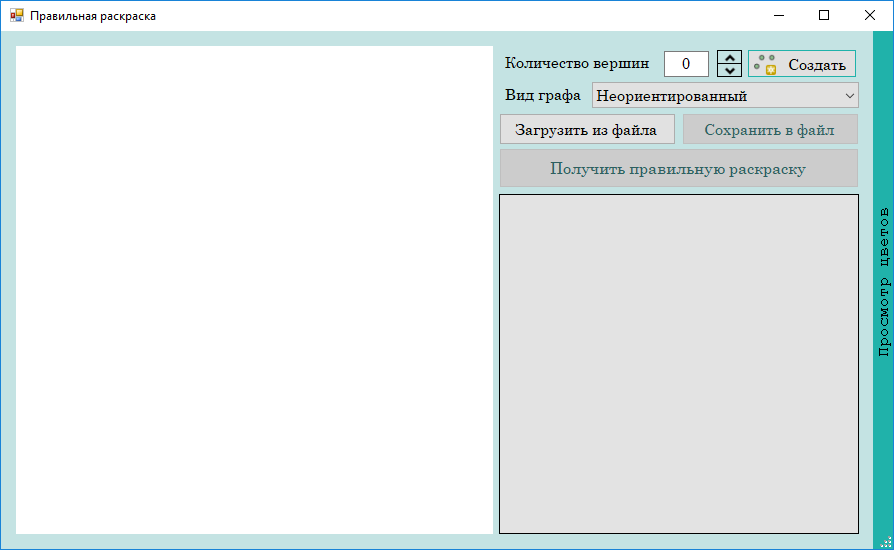 Правильная раскраска
Количество вершин 0 Создать
Вид графа Неориентированный
Загрузить из файла Сохранить в файл
Получить правильную раскраску
Просмотр цветов